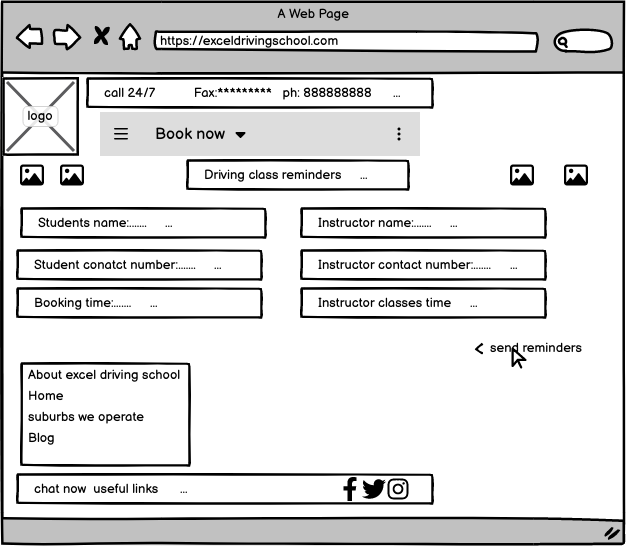 A Web Page
https://exceldrivingschool.com
logo
call 24/7 Fax:********* ph: 888888888 ...
Book now
Driving class reminders ...
Students name:....... ...
Instructor name:....... ...
Student conatct number:....... ...
Instructor contact number:....... ...
Booking time:....... ...
Instructor classes time ...
< send reminders
About excel driving school
Home
suburbs we operate
Blog
chat now useful links ...